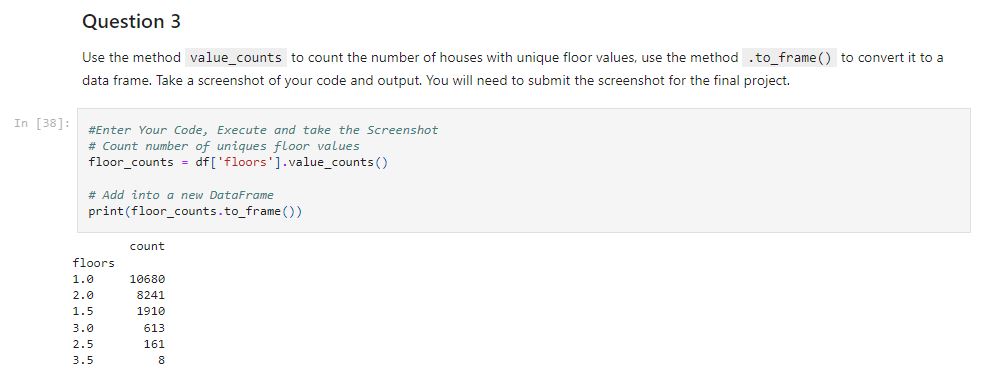 Question 3
Use the method value_counts to count the number of houses with unique floor values, use the method .to_frame() to convert it to a
data frame. Take a screenshot of your code and output. You will need to submit the screenshot for the final project.
In [38]:
#Enter Your Code, Execute and take the Screenshot
# Count number of uniques floor values
floor_counts = df['floors'].value_counts()
# Add into a new DataFrame
print(floor_counts.to_frame())
count
floors
1.0 10680
2.0 8241
1.5 1910
3.0 613
2.5 161
3.5 8